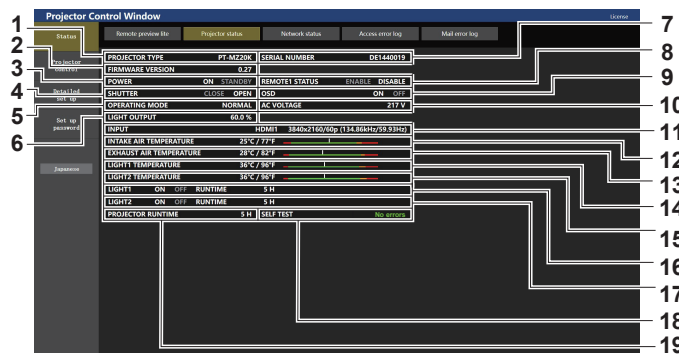 Projector Control Window
License
Status
Remote preview lite
Projector status
Network status
Access error log
Mail error log
Projector
control
Detailed
set up
Set up
password
Japanese
PROJECTOR TYPE PT-MZ20K SERIAL NUMBER DE1440019
FIRMWARE VERSION 0.27
POWER ON STANDBY REMOTE1 STATUS ENABLE DISABLE
SHUTTER CLOSE OPEN OSD ON OFF
OPERATING MODE NORMAL AC VOLTAGE 217 V
LIGHT OUTPUT 60.0 %
INPUT HDMI1 3840x2160/60p (134.86kHz/59.93Hz)
INTAKE AIR TEMPERATURE 25°C / 77°F
EXHAUST AIR TEMPERATURE 28°C / 82°F
LIGHT1 TEMPERATURE 36°C / 96°F
LIGHT2 TEMPERATURE 36°C / 96°F
LIGHT1 ON OFF RUNTIME 5 H
LIGHT2 ON OFF RUNTIME 5 H
PROJECTOR RUNTIME 5 H SELF TEST No errors
1
2
3
4
5
6
7
8
9
10
11
12
13
14
15
16
17
18
19